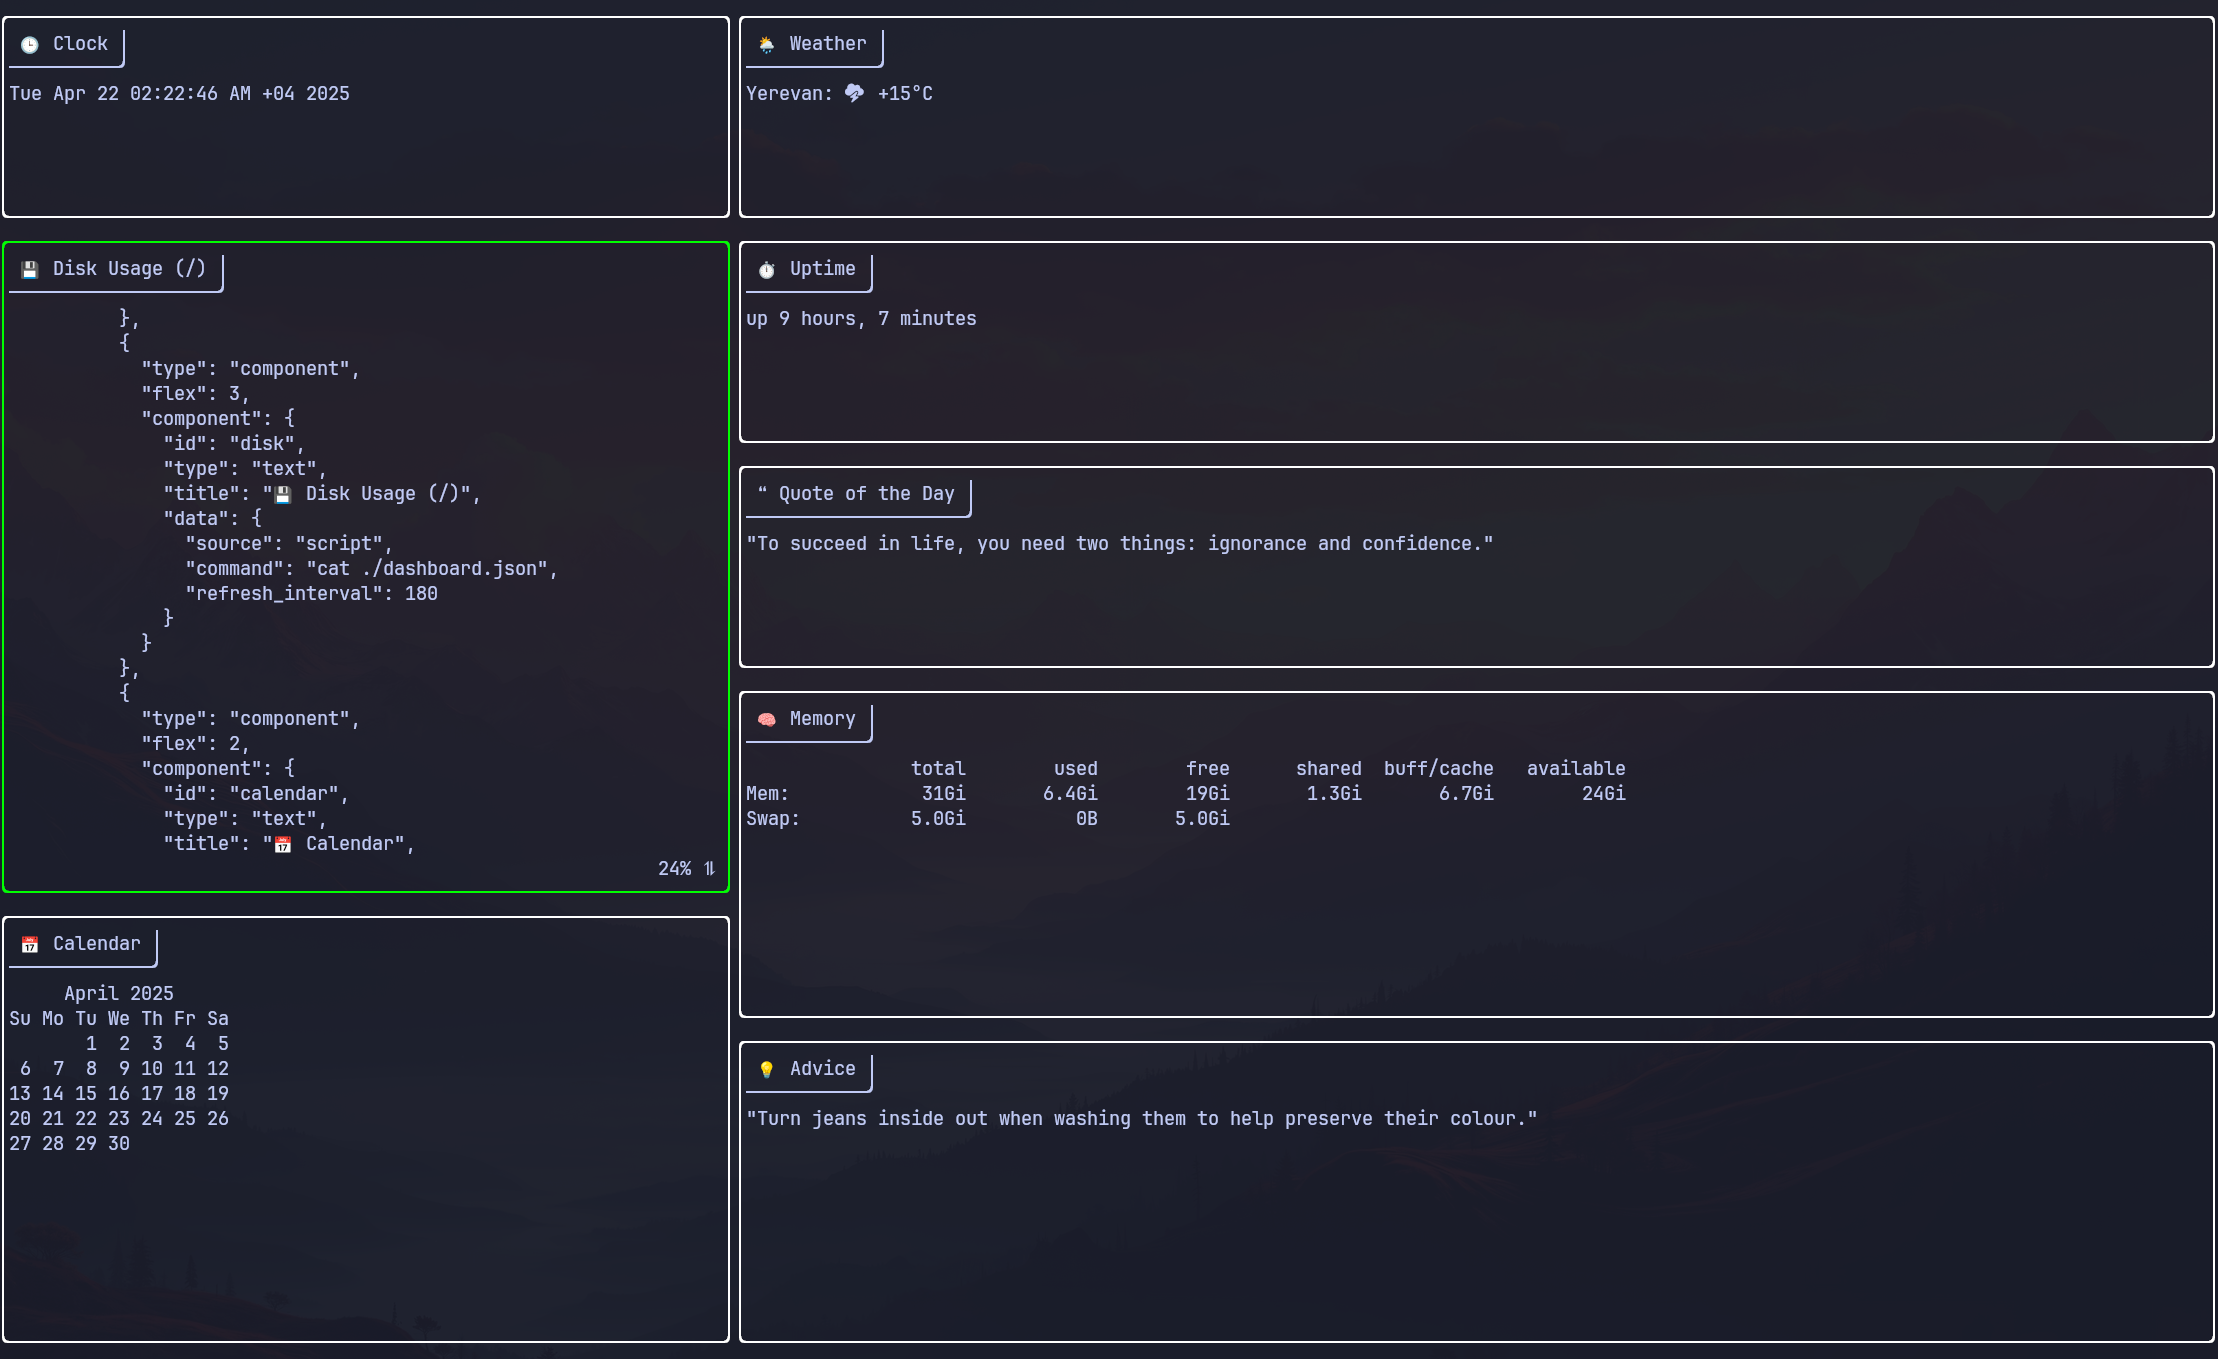 🕒 Clock
Tue Apr 22 02:22:46 AM +04 2025
💾 Disk Usage (/)
          },
          {
            "type": "component",
            "flex": 3,
            "component": {
              "id": "disk",
              "type": "text",
              "title": "💾 Disk Usage (/)",
              "data": {
                "source": "script",
                "command": "cat ./dashboard.json",
                "refresh_interval": 180
              }
            }
          },
          {
            "type": "component",
            "flex": 2,
            "component": {
              "id": "calendar",
              "type": "text",
              "title": "📅 Calendar",
24% ⇅
📅 Calendar
     April 2025
Su Mo Tu We Th Fr Sa
       1  2  3  4  5
 6  7  8  9 10 11 12
13 14 15 16 17 18 19
20 21 22 23 24 25 26
27 28 29 30
🌦 Weather
Yerevan: ⛈ +15°C
⏱ Uptime
up 9 hours, 7 minutes
❝ Quote of the Day
"To succeed in life, you need two things: ignorance and confidence."
🧠 Memory
               total        used        free      shared  buff/cache   available
Mem:            31Gi       6.4Gi        19Gi       1.3Gi       6.7Gi        24Gi
Swap:          5.0Gi          0B       5.0Gi
💡 Advice
"Turn jeans inside out when washing them to help preserve their colour."